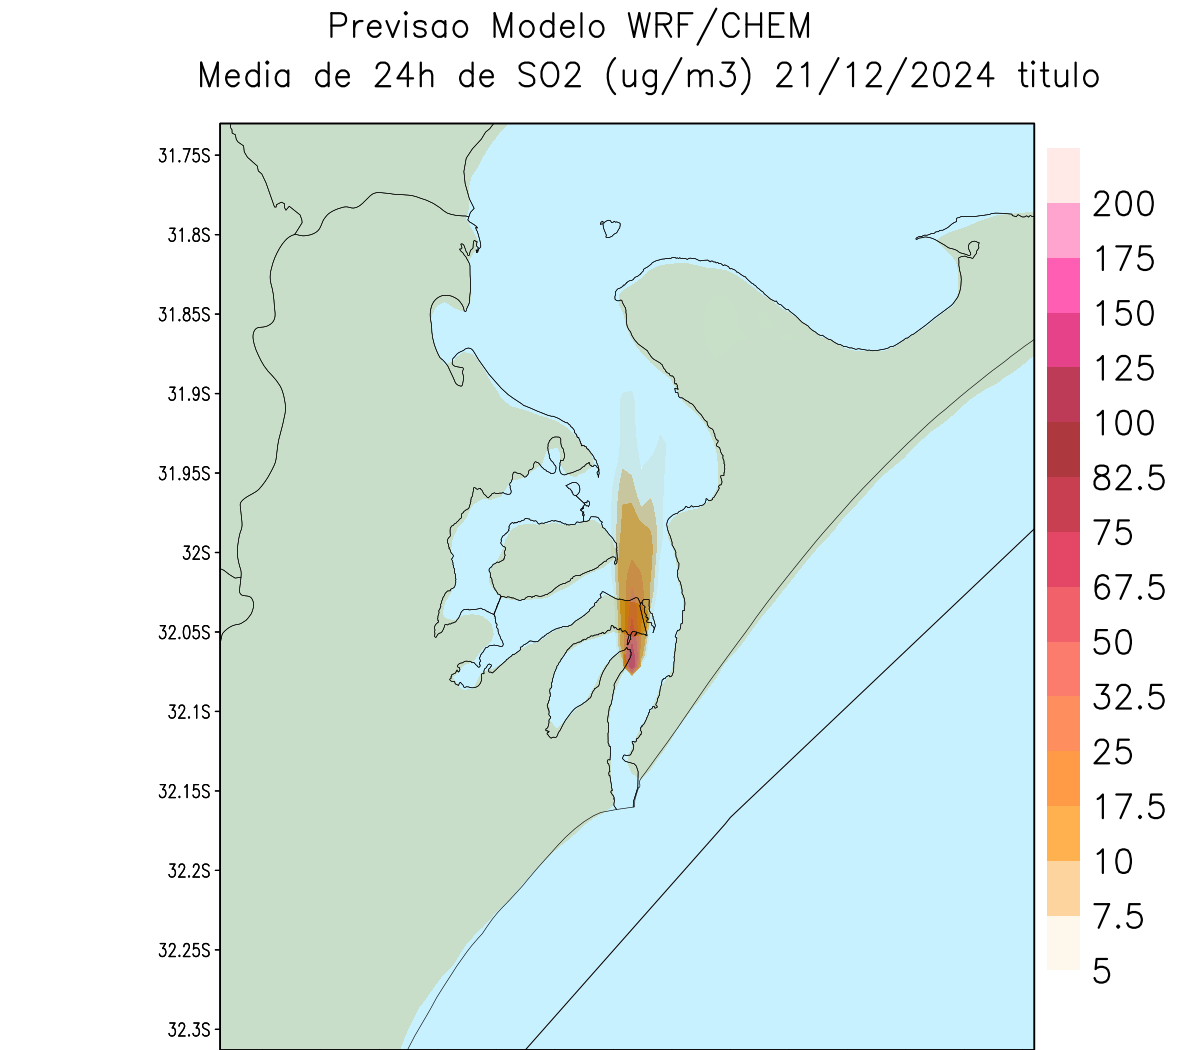 Previsao Modelo WRF/CHEM
Media de 24h de SO2 (ug/m3) 21/12/2024 titulo
31.75S
31.8S
31.85S
31.9S
31.95S
32S
32.05S
32.1S
32.15S
32.2S
32.25S
32.3S
200
175
150
125
100
82.5
75
67.5
50
32.5
25
17.5
10
7.5
5